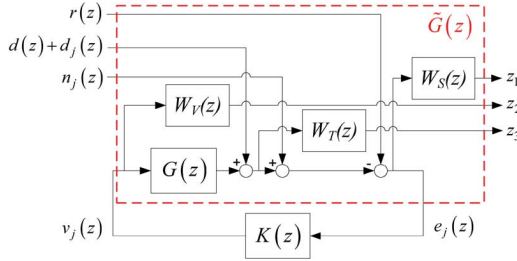 r(z)
G̃(z)
d(z)+d_j(z)
n_j(z)
W_S(z)
z_1
W_V(z)
z_2
W_T(z)
z_3
+
+
-
G(z)
v_j(z)
K(z)
e_j(z)